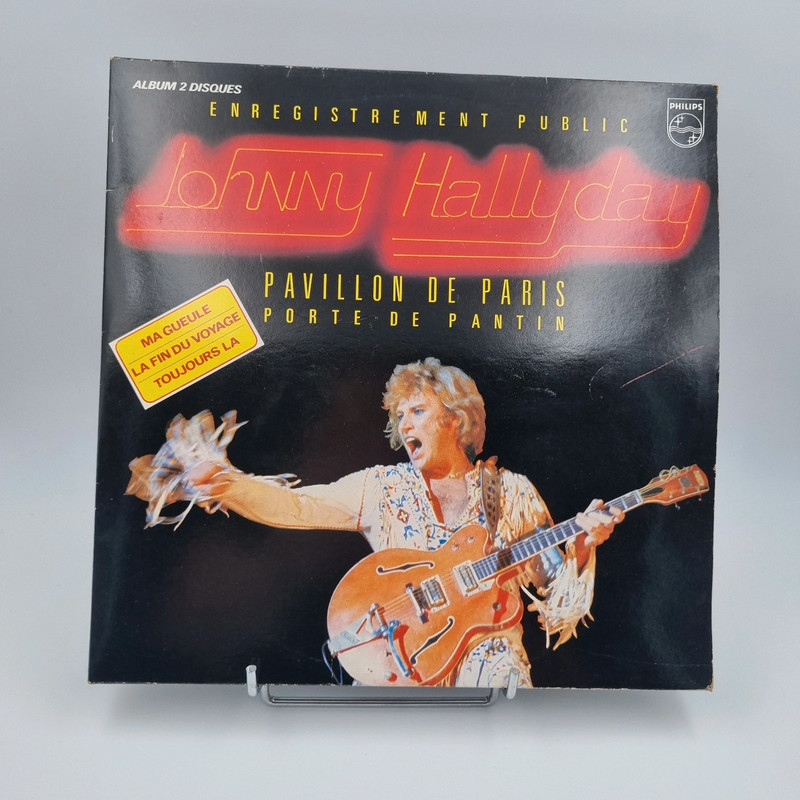 ALBUM 2 DISQUES
ENREGISTREMENT PUBLIC
PHILIPS
Johnny Hallyday
PAVILLON DE PARIS
PORTE DE PANTIN
MA GUEULE
LA FIN DU VOYAGE
TOUJOURS LA